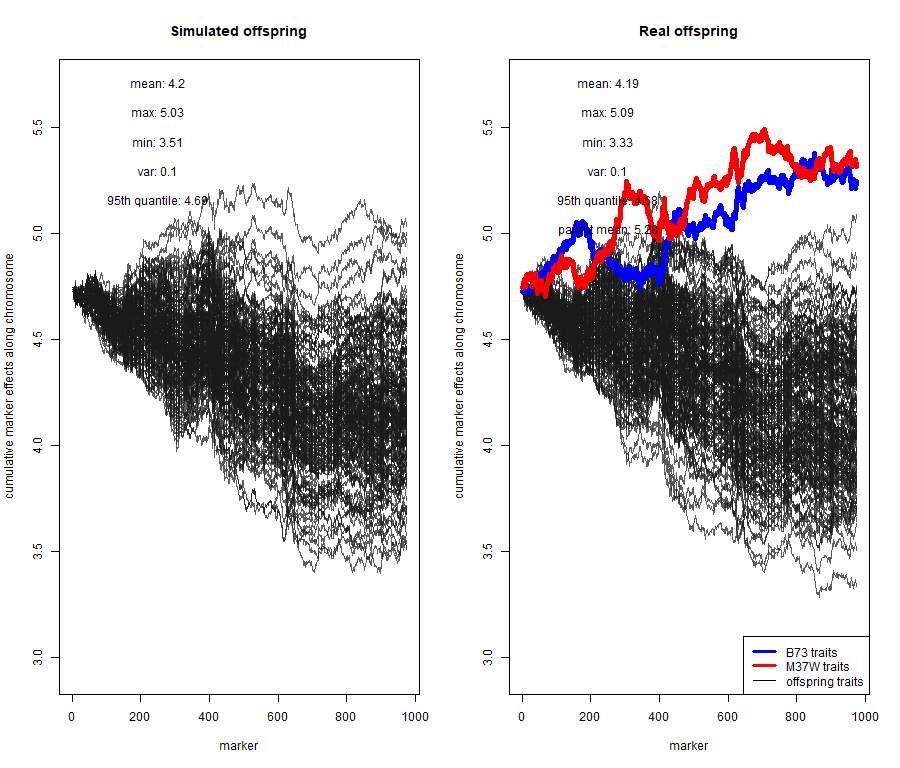 Simulated offspring
mean: 4.2
max: 5.03
min: 3.51
var: 0.1
95th quantile: 4.69
cumulative marker effects along chromosome
5.5
5.0
4.5
4.0
3.5
3.0
0 200 400 600 800 1000
marker
Real offspring
mean: 4.19
max: 5.09
min: 3.33
var: 0.1
95th quantile: 4.68
parent mean: 5.28
cumulative marker effects along chromosome
5.5
5.0
4.5
4.0
3.5
3.0
B73 traits
M37W traits
offspring traits
0 200 400 600 800 1000
marker